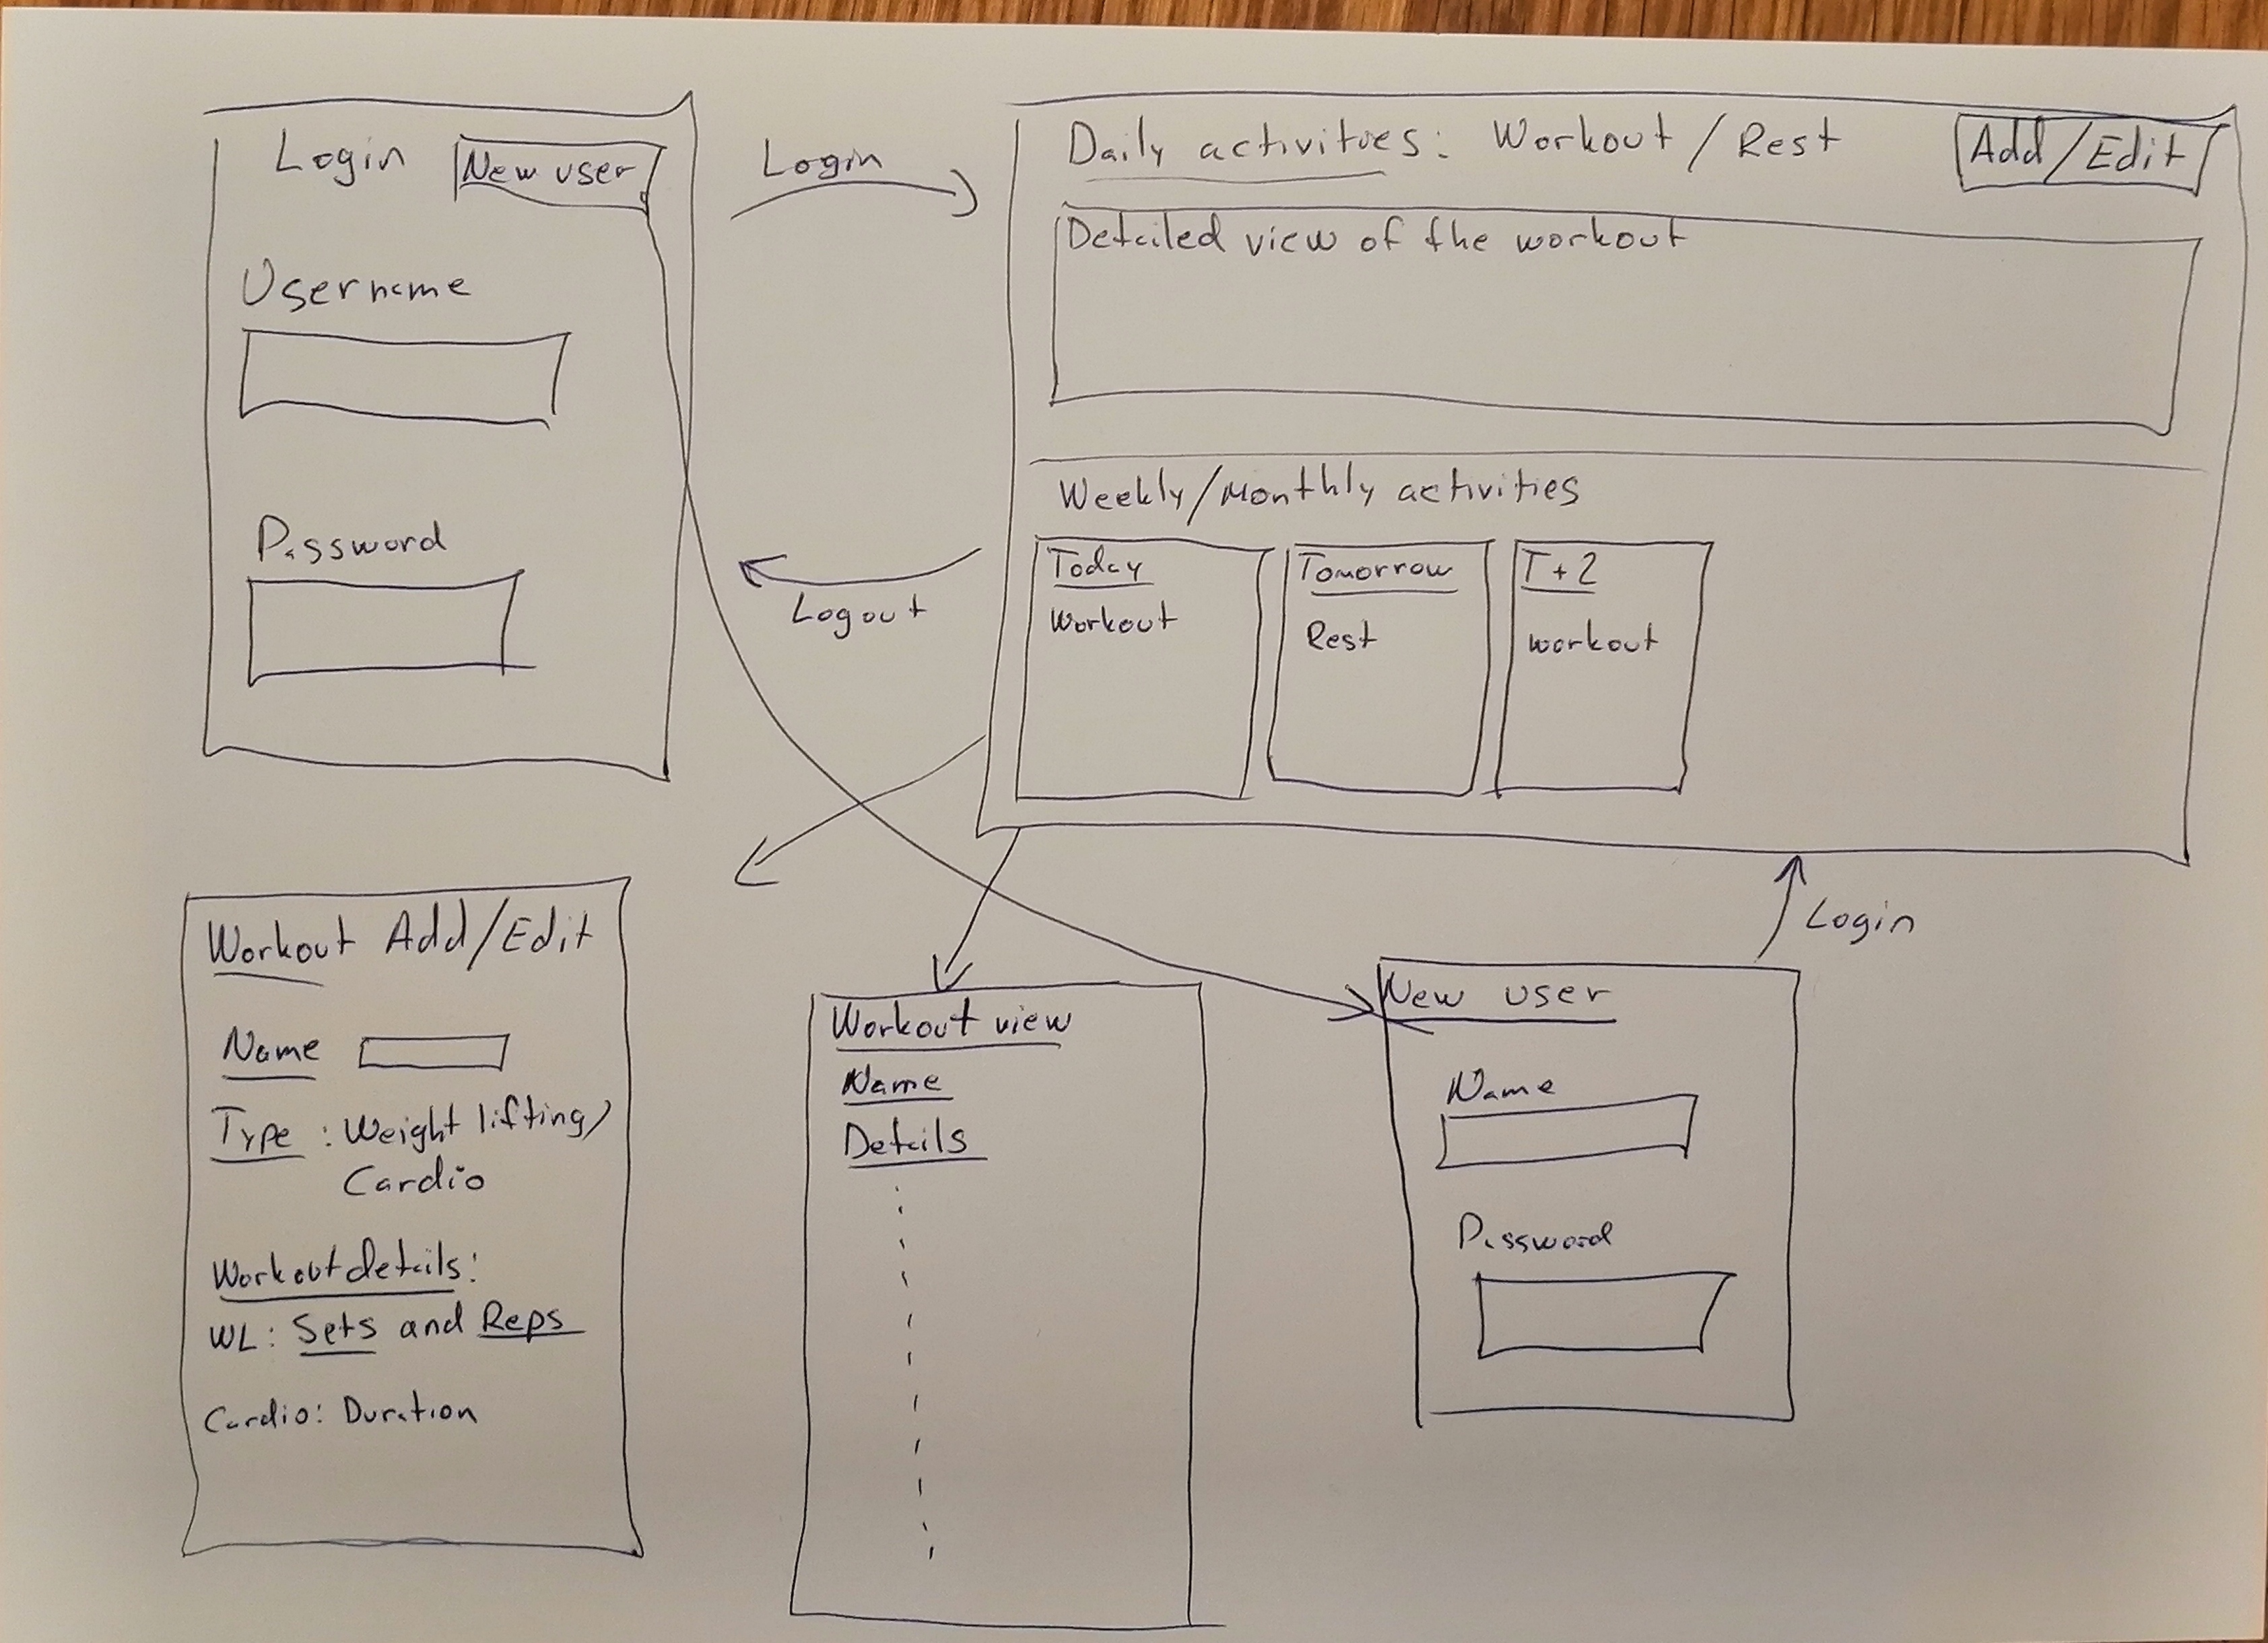 Login
New user
Username
Password
Login
Logout
Daily activities: Workout / Rest
Add/Edit
Detailed view of the workout
Weekly/Monthly activities
Today
Workout
Tomorrow
Rest
T+2
workout
Workout Add/Edit
Name
Type : Weight lifting/
Cardio
Workout details:
WL: Sets and Reps
Cardio: Duration
Workout view
Name
Details
Login
New user
Name
Password